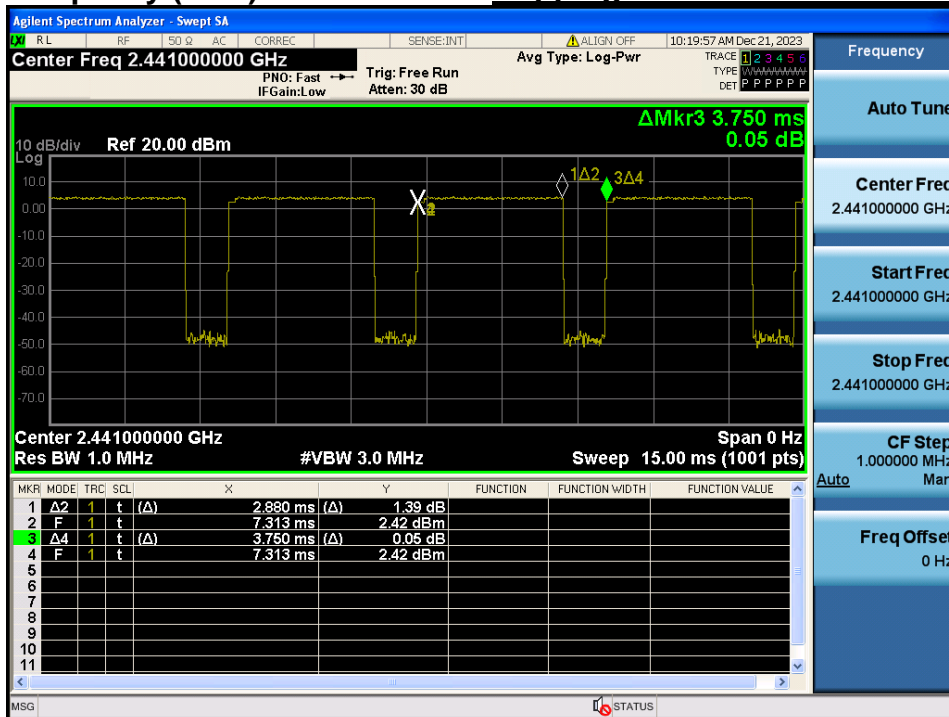 Agilent Spectrum Analyzer - Swept SA
LXI RL RF 50 Ω AC CORREC SENSE:INT ALIGN OFF 10:19:57 AM Dec 21, 2023
Center Freq 2.441000000 GHz
PNO: Fast
IFGain:Low
Trig: Free Run
Atten: 30 dB
Avg Type: Log-Pwr
TRACE 1 2 3 4 5 6
TYPE
DET P P P P P P
ΔMkr3 3.750 ms
0.05 dB
10 dB/div Ref 20.00 dBm
Log
10.0
0.00
-10.0
-20.0
-30.0
-40.0
-50.0
-60.0
-70.0
1Δ2
3Δ4
Center 2.441000000 GHz Span 0 Hz
Res BW 1.0 MHz #VBW 3.0 MHz Sweep 15.00 ms (1001 pts)
MKR MODE TRC SCL X Y FUNCTION FUNCTION WIDTH FUNCTION VALUE
1 Δ2 1 t (Δ) 2.880 ms (Δ) 1.39 dB
2 F 1 t 7.313 ms 2.42 dBm
3 Δ4 1 t (Δ) 3.750 ms (Δ) 0.05 dB
4 F 1 t 7.313 ms 2.42 dBm
5
6
7
8
9
10
11
MSG STATUS
Frequency
Auto Tune
Center Freq
2.441000000 GHz
Start Freq
2.441000000 GHz
Stop Freq
2.441000000 GHz
CF Step
1.000000 MHz
Auto Man
Freq Offset
0 Hz